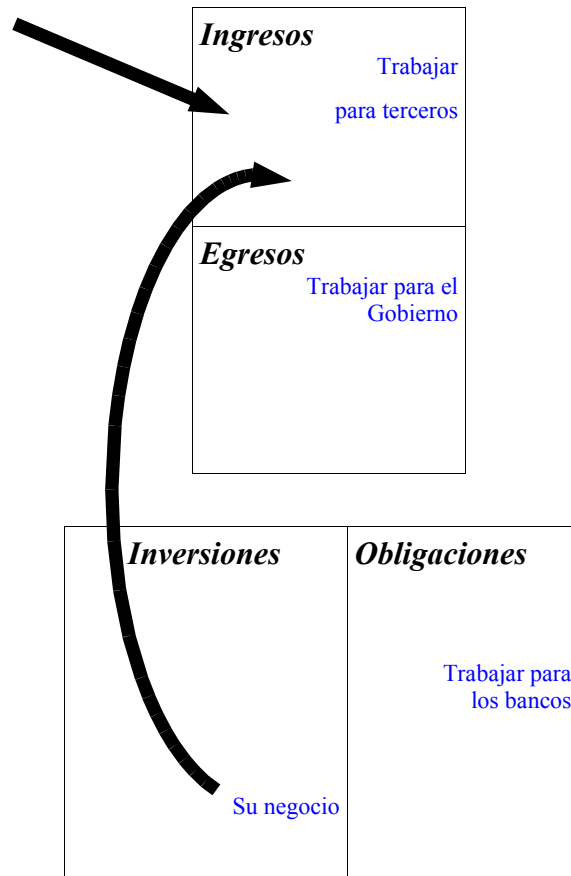 Ingresos
Trabajar
para terceros
Egresos
Trabajar para el
Gobierno
Inversiones
Su negocio
Obligaciones
Trabajar para
los bancos